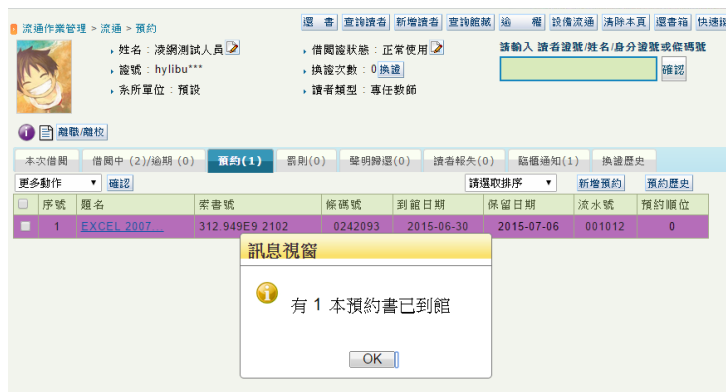 流通作業管理 > 流通 > 預約
還　書 查詢讀者 新增讀者 查詢館藏 逾　權 設備流通 清除本頁 還書箱
姓名：凌網測試人員
證號：hylibu***
系所單位：預設
借閱證狀態：正常使用
換證次數：0 換證
讀者類型：專任教師
請輸入 讀者證號/姓名/身分證號或條碼號
確認
離職/離校
本次借閱 借閱中 (2)/逾期 (0) 預約(1) 罰則(0) 聲明歸還(0) 讀者報失(0) 臨櫃通知(1) 換證歷史
更多動作 確認 請選取排序 新增預約 預約歷史
序號 題名 索書號 條碼號 到館日期 保留日期 流水號 預約順位
1 EXCEL 2007... 312.949E9 2102 0242093 2015-06-30 2015-07-06 001012 0
訊息視窗
有 1 本預約書已到館
OK